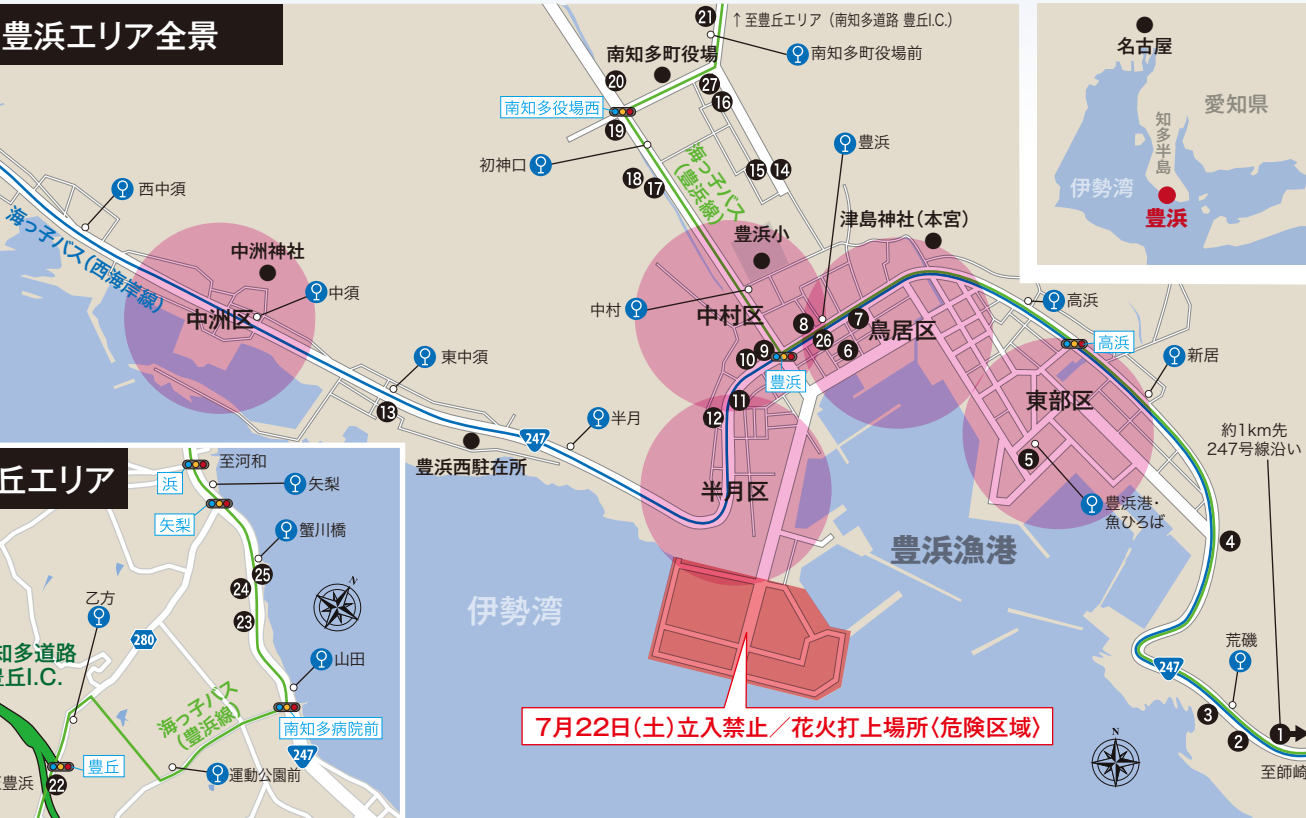 豊浜エリア全景
21
↑至豊丘エリア（南知多道路 豊丘I.C.）
南知多町役場
南知多町役場前
20
27
16
南知多役場西
19
初神口
18
17
15
14
海っ子バス
（豊浜線）
豊浜
名古屋
愛知県
知多半島
伊勢湾
豊浜
西中須
海っ子バス（西海岸線）
中洲神社
中須
中洲区
東中須
13
豊浜西駐在所
247
半月
豊浜小
津島神社（本宮）
中村
中村区
8
7
26
6
鳥居区
9
10
豊浜
11
12
半月区
高浜
高浜
新居
東部区
5
豊浜港・
魚ひろば
約1km先
247号線沿い
4
豊浜漁港
伊勢湾
荒磯
247
3
2
1
至師崎
N
7月22日（土）立入禁止／花火打上場所〈危険区域〉
丘エリア
至河和
浜
矢梨
矢梨
蟹川橋
25
24
23
N
乙方
280
知多道路
豊丘I.C.
山田
海っ子バス
（豊浜線）
南知多病院前
247
豊丘
運動公園前
豊浜
22